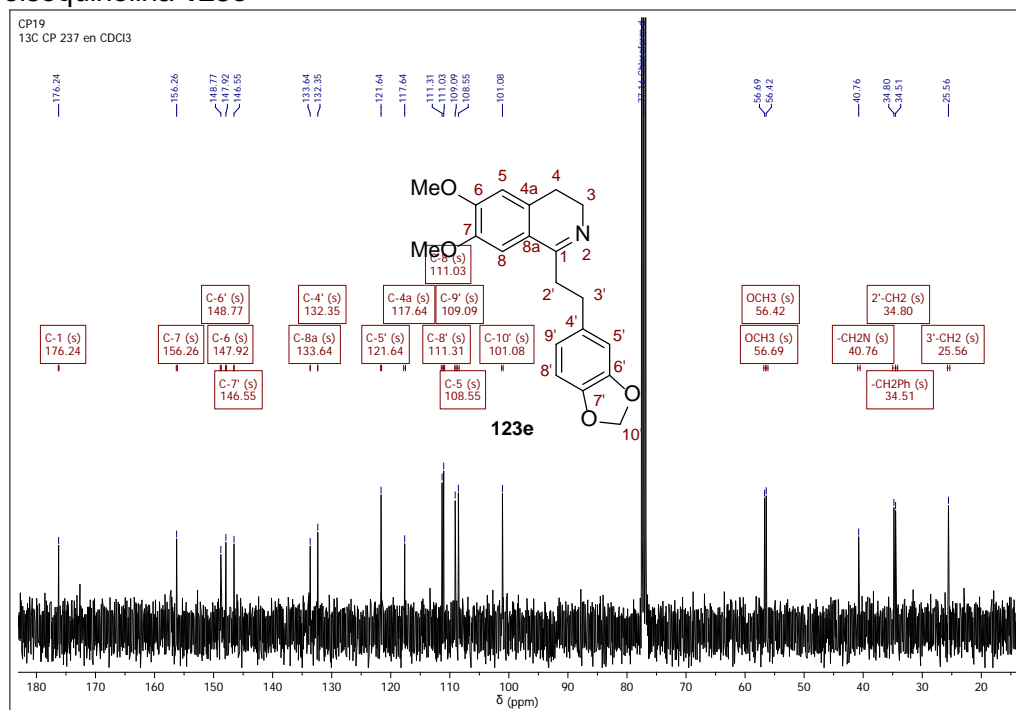 CP19
13C CP 237 en CDCl3
176.24
156.26
148.77
147.92
146.55
133.64
132.35
121.64
117.64
111.31
111.03
109.09
108.55
101.08
77.16 Chloroform-d
56.69
56.42
40.76
34.80
34.51
25.56
MeO
MeO
N
O
O
1
2
3
4
4a
5
6
7
8
8a
2'
3'
4'
5'
6'
7'
8'
9'
10'
123e
C-8 (s)
111.03
C-6' (s)
148.77
C-4' (s)
132.35
C-4a (s)
117.64
C-9' (s)
109.09
OCH3 (s)
56.42
2'-CH2 (s)
34.80
C-1 (s)
176.24
C-7 (s)
156.26
C-6 (s)
147.92
C-8a (s)
133.64
C-5' (s)
121.64
C-8' (s)
111.31
C-10' (s)
101.08
OCH3 (s)
56.69
-CH2N (s)
40.76
3'-CH2 (s)
25.56
C-7' (s)
146.55
C-5 (s)
108.55
-CH2Ph (s)
34.51
180 170 160 150 140 130 120 110 100 90 80 70 60 50 40 30 20
δ (ppm)